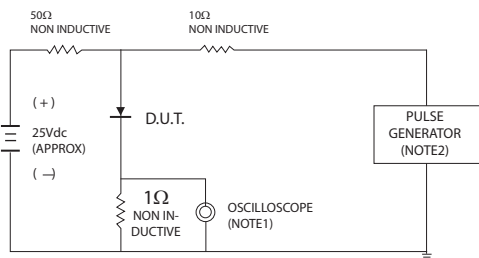 50Ω
NON INDUCTIVE
10Ω
NON INDUCTIVE
(+)
25Vdc
(APPROX)
(—)
D.U.T.
1Ω
NON IN-
DUCTIVE
OSCILLOSCOPE
(NOTE1)
PULSE
GENERATOR
(NOTE2)